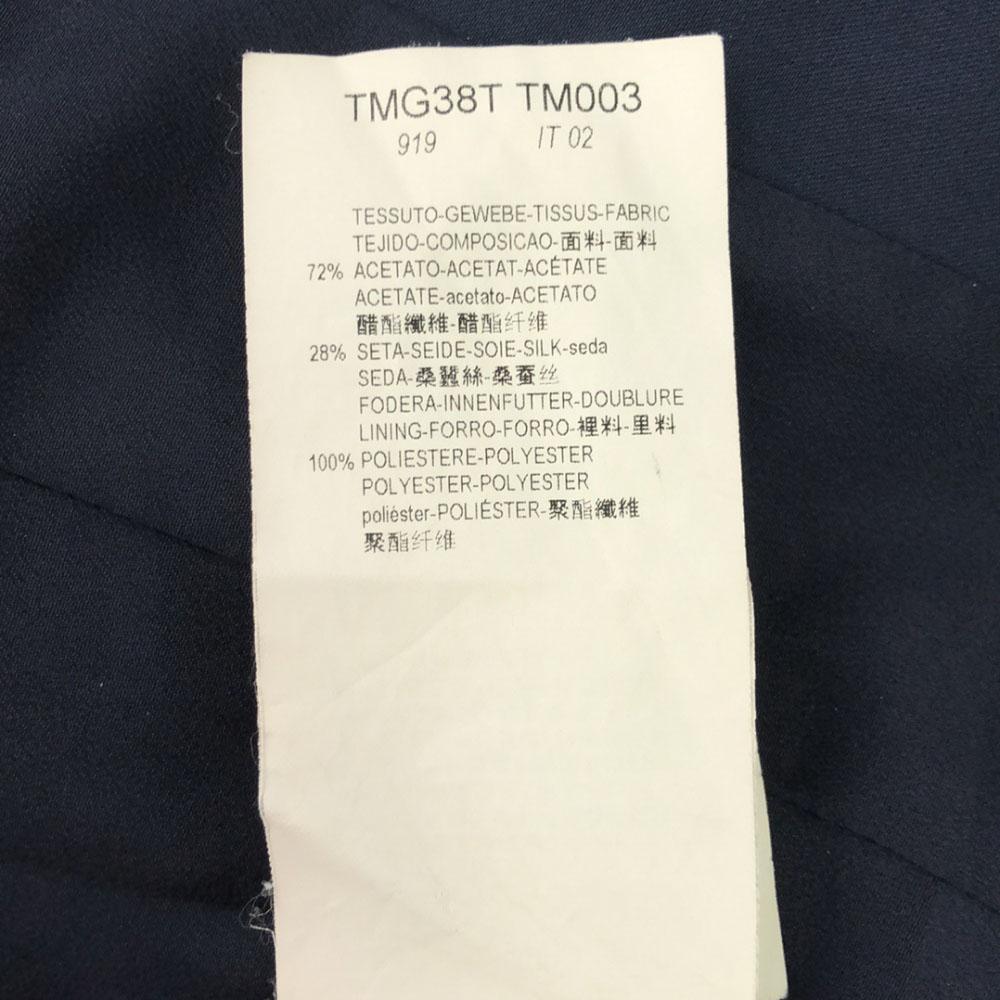 TMG38T TM003
919 IT 02
TESSUTO-GEWEBE-TISSUS-FABRIC
TEJIDO-COMPOSICAO-面料-面料
72% ACETATO-ACETAT-ACÉTATE
ACETATE-acetato-ACETATO
醋酯纖維-醋酯纤维
28% SETA-SEIDE-SOIE-SILK-seda
SEDA-桑蠶絲-桑蚕丝
FODERA-INNENFUTTER-DOUBLURE
LINING-FORRO-FORRO-裡料-里料
100% POLIESTERE-POLYESTER
POLYESTER-POLYESTER
poliéster-POLIÉSTER-聚酯纖維
聚酯纤维